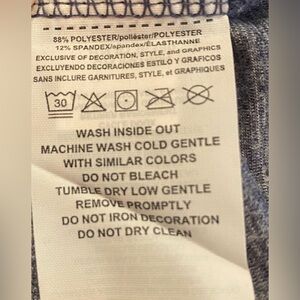 88% POLYESTER/poliéster/POLYESTER
12% SPANDEX/spandex/ÉLASTHANNE
EXCLUSIVE OF DECORATION, STYLE, and GRAPHICS
EXCLUYENDO DECORACIONES ESTILO Y GRAFICOS
SANS INCLURE GARNITURES, STYLE, et GRAPHIQUES
30
WASH INSIDE OUT
MACHINE WASH COLD GENTLE
WITH SIMILAR COLORS
DO NOT BLEACH
TUMBLE DRY LOW GENTLE
REMOVE PROMPTLY
DO NOT IRON DECORATION
DO NOT DRY CLEAN